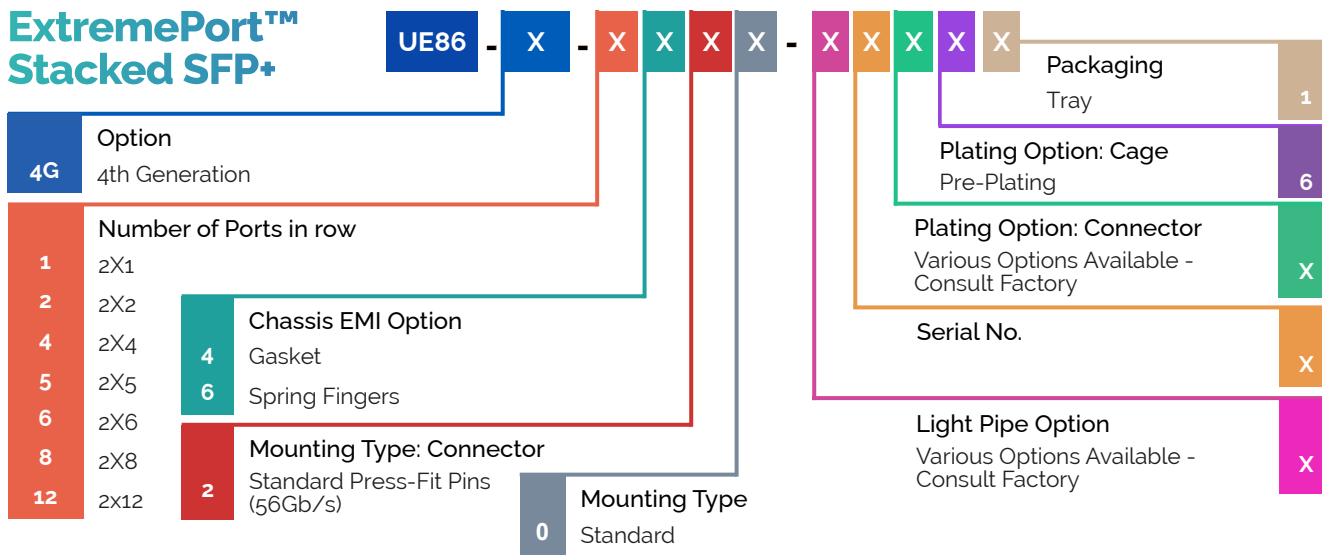 ExtremePort™
Stacked SFP+
UE86 - X - X X X X - X X X X X
Packaging
Tray
1
Option
4G
4th Generation
Plating Option: Cage
Pre-Plating
6
Number of Ports in row
1 2X1
2 2X2
4 2X4
5 2X5
6 2X6
8 2X8
12 2x12
Plating Option: Connector
Various Options Available -
Consult Factory
X
Chassis EMI Option
4 Gasket
6 Spring Fingers
Serial No.
X
Mounting Type: Connector
2 Standard Press-Fit Pins
(56Gb/s)
Light Pipe Option
Various Options Available -
Consult Factory
X
Mounting Type
0 Standard